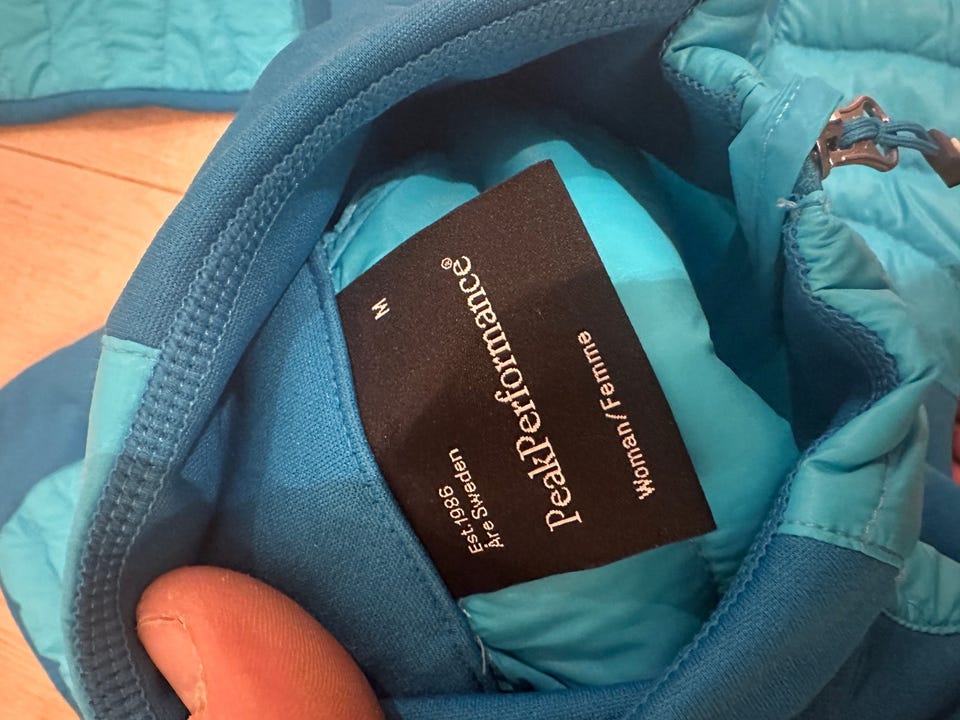 Est.1986
Åre Sweden
M
PeakPerformance®
Woman/Femme